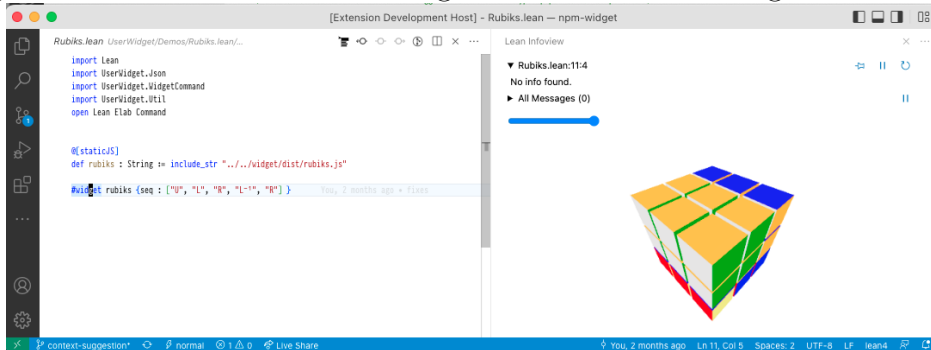 [Extension Development Host] - Rubiks.lean — npm-widget
Rubiks.lean UserWidget/Demos/Rubiks.lean/...
import Lean
import UserWidget.Json
import UserWidget.WidgetCommand
import UserWidget.Util
open Lean Elab Command
@[staticJS]
def rubiks : String := include_str "../../widget/dist/rubiks.js"
#widget rubiks {seq : ["U", "L", "R", "L⁻¹", "R"] }
You, 2 months ago • fixes
Lean Infoview
▼ Rubiks.lean:11:4
No info found.
▶ All Messages (0)
1
context-suggestion* normal 1 0 Live Share
You, 2 months ago Ln 11, Col 5 Spaces: 2 UTF-8 LF lean4